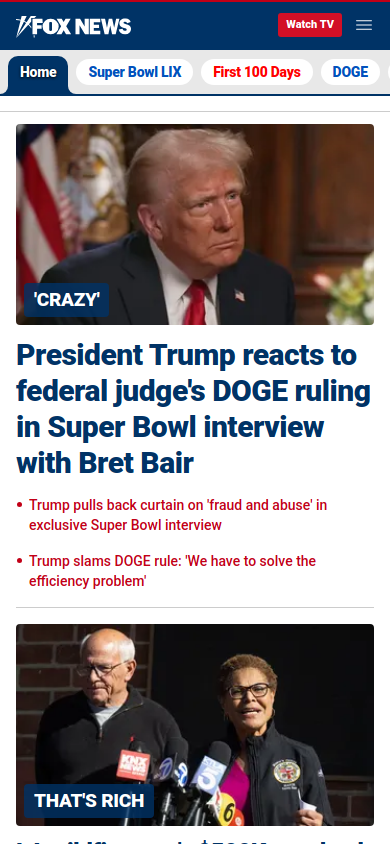 FOX NEWS
Watch TV
Home
Super Bowl LIX
First 100 Days
DOGE
'CRAZY'
President Trump reacts to
federal judge's DOGE ruling
in Super Bowl interview
with Bret Bair
Trump pulls back curtain on 'fraud and abuse' in
exclusive Super Bowl interview
Trump slams DOGE rule: 'We have to solve the
efficiency problem'
KNX
NEWS
5
6
THAT'S RICH